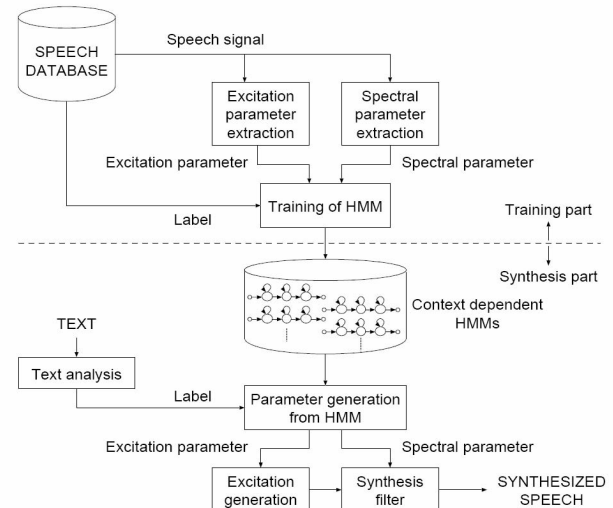 SPEECH
DATABASE
Speech signal
Excitation
parameter
extraction
Spectral
parameter
extraction
Excitation parameter
Spectral parameter
Training of HMM
Label
Training part
Synthesis part
Context dependent
HMMs
TEXT
Text analysis
Label
Parameter generation
from HMM
Excitation parameter
Spectral parameter
Excitation
generation
Synthesis
filter
SYNTHESIZED
SPEECH